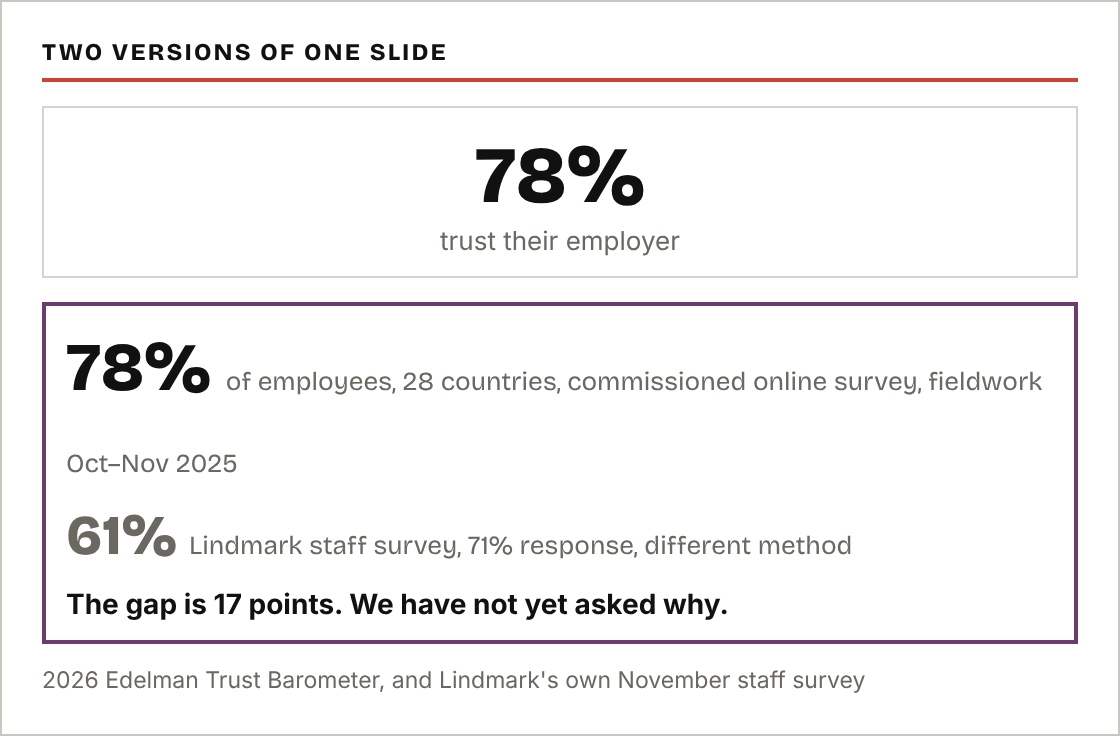 TWO VERSIONS OF ONE SLIDE
78%
trust their employer
78% of employees, 28 countries, commissioned online survey, fieldwork
Oct–Nov 2025
61% Lindmark staff survey, 71% response, different method
The gap is 17 points. We have not yet asked why.
2026 Edelman Trust Barometer, and Lindmark's own November staff survey